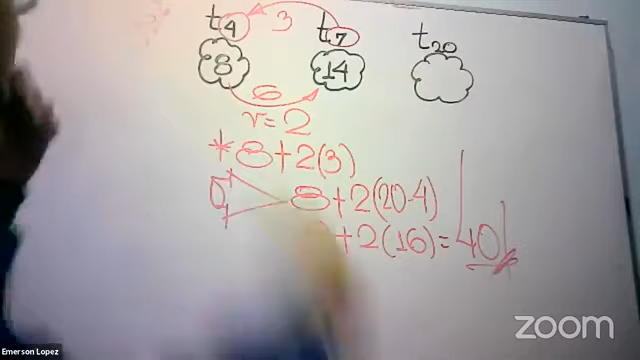 t4 3 t7 t20
8 14
6
r=2
*8+2(3)
8+2(20-4)
+2(16)=40
zoom
Emerson Lopez